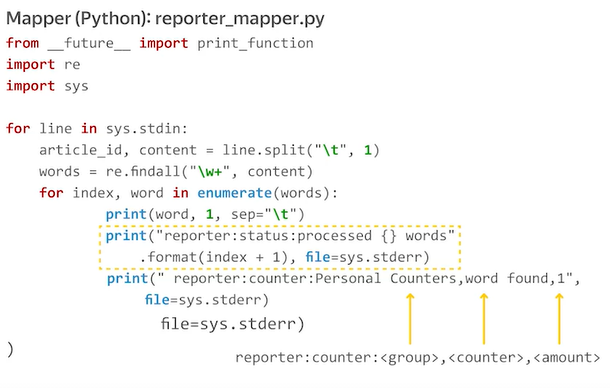 Mapper (Python): reporter_mapper.py
from __future__ import print_function
import re
import sys
for line in sys.stdin:
article_id, content = line.split("\t", 1)
words = re.findall("\w+", content)
for index, word in enumerate(words):
print(word, 1, sep="\t")
print("reporter:status:processed {} words"
.format(index + 1), file=sys.stderr)
print(" reporter:counter:Personal Counters,word found,1",
file=sys.stderr)
file=sys.stderr)
)
reporter:counter:<group>,<counter>,<amount>